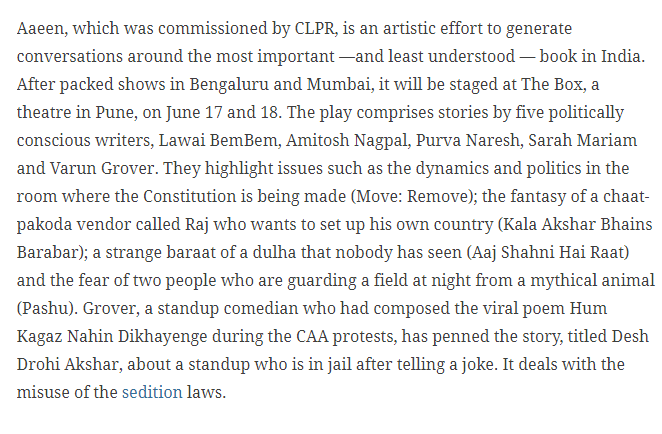 Aaeen, which was commissioned by CLPR, is an artistic effort to generate
conversations around the most important —and least understood — book in India.
After packed shows in Bengaluru and Mumbai, it will be staged at The Box, a
theatre in Pune, on June 17 and 18. The play comprises stories by five politically
conscious writers, Lawai BemBem, Amitosh Nagpal, Purva Naresh, Sarah Mariam
and Varun Grover. They highlight issues such as the dynamics and politics in the
room where the Constitution is being made (Move: Remove); the fantasy of a chaat-
pakoda vendor called Raj who wants to set up his own country (Kala Akshar Bhains
Barabar); a strange baraat of a dulha that nobody has seen (Aaj Shahni Hai Raat)
and the fear of two people who are guarding a field at night from a mythical animal
(Pashu). Grover, a standup comedian who had composed the viral poem Hum
Kagaz Nahin Dikhayenge during the CAA protests, has penned the story, titled Desh
Drohi Akshar, about a standup who is in jail after telling a joke. It deals with the
misuse of the sedition laws.